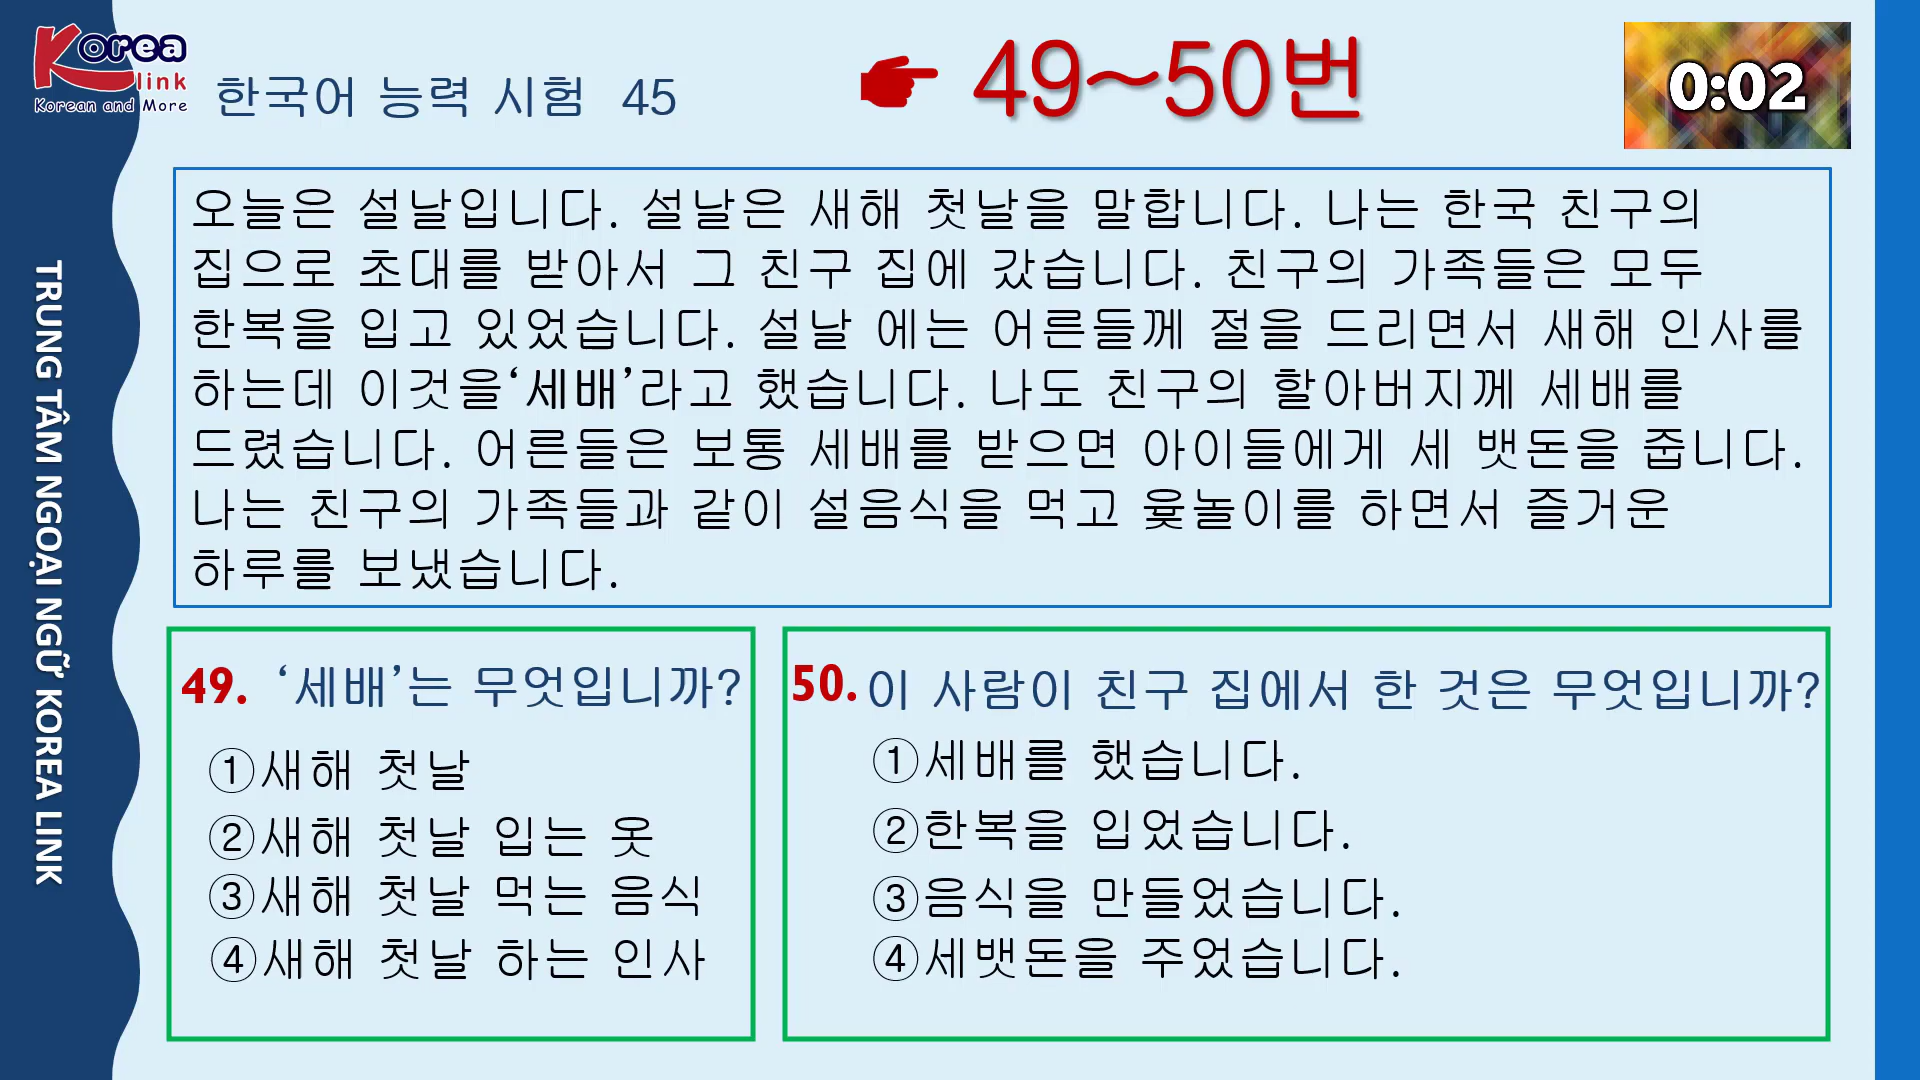 Korea
link
Korean and More
한국어 능력 시험 45
49~50번
0:02
TRUNG TÂM NGOẠI NGỮ KOREA LINK
오늘은 설날입니다. 설날은 새해 첫날을 말합니다. 나는 한국 친구의
집으로 초대를 받아서 그 친구 집에 갔습니다. 친구의 가족들은 모두
한복을 입고 있었습니다. 설날 에는 어른들께 절을 드리면서 새해 인사를
하는데 이것을‘세배’라고 했습니다. 나도 친구의 할아버지께 세배를
드렸습니다. 어른들은 보통 세배를 받으면 아이들에게 세 뱃돈을 줍니다.
나는 친구의 가족들과 같이 설음식을 먹고 윷놀이를 하면서 즐거운
하루를 보냈습니다.
49. ‘세배’는 무엇입니까?
①새해 첫날
②새해 첫날 입는 옷
③새해 첫날 먹는 음식
④새해 첫날 하는 인사
50. 이 사람이 친구 집에서 한 것은 무엇입니까?
①세배를 했습니다.
②한복을 입었습니다.
③음식을 만들었습니다.
④세뱃돈을 주었습니다.